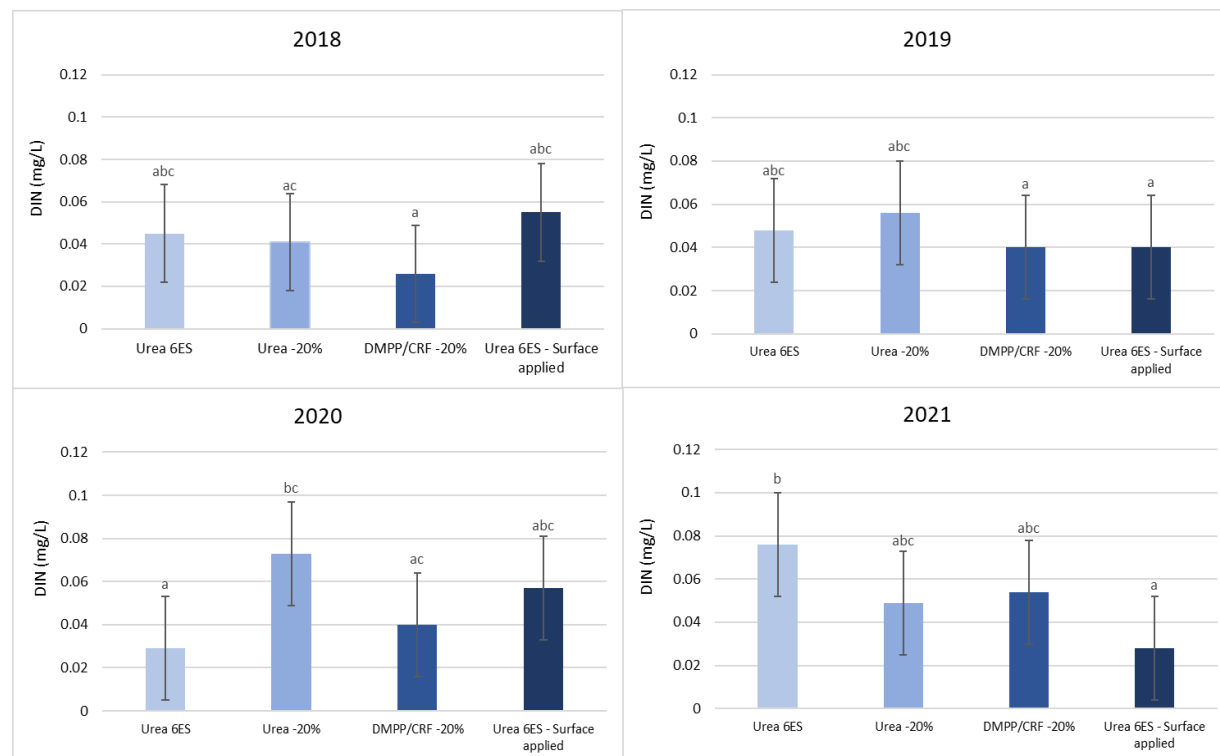 2018
0.12
0.1
0.08
0.06
0.04
0.02
0
DIN (mg/L)
abc
ac
a
abc
Urea 6ES
Urea -20%
DMPP/CRF -20%
Urea 6ES - Surface
applied
2019
0.12
0.1
0.08
0.06
0.04
0.02
0
DIN (mg/L)
abc
abc
a
a
Urea 6ES
Urea -20%
DMPP/CRF -20%
Urea 6ES - Surface
applied
2020
0.12
0.1
0.08
0.06
0.04
0.02
0
DIN (mg/L)
a
bc
ac
abc
Urea 6ES
Urea -20%
DMPP/CRF -20%
Urea 6ES - Surface
applied
2021
0.12
0.1
0.08
0.06
0.04
0.02
0
DIN (mg/L)
b
abc
abc
a
Urea 6ES
Urea -20%
DMPP/CRF -20%
Urea 6ES - Surface
applied